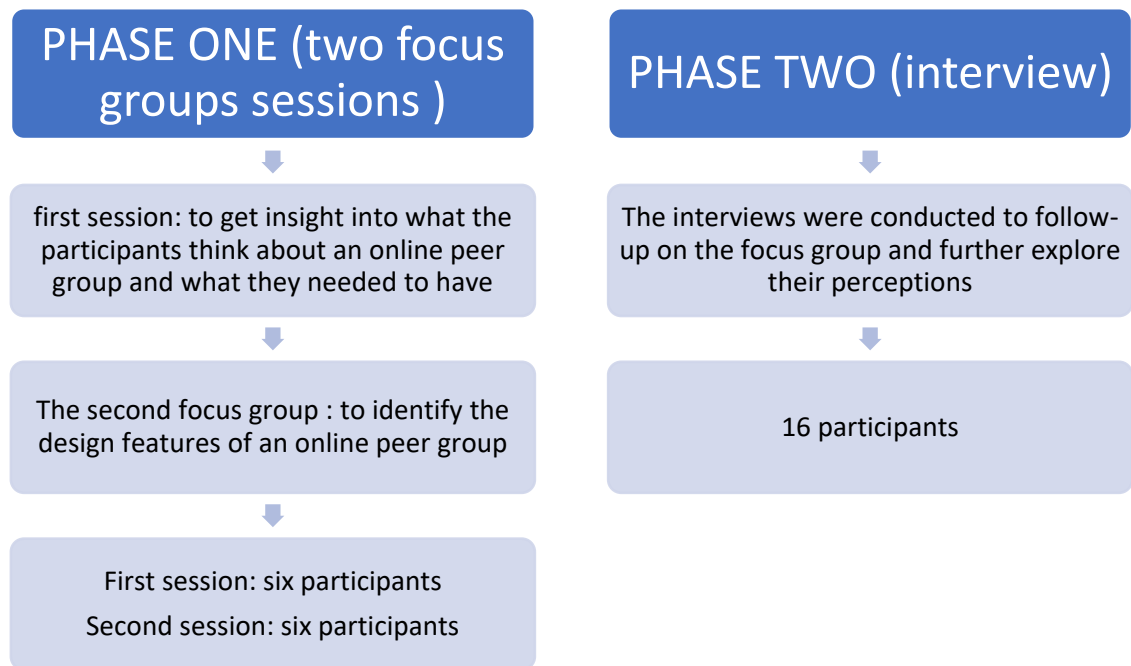 PHASE ONE (two focus
groups sessions )
first session: to get insight into what the
participants think about an online peer
group and what they needed to have
The second focus group : to identify the
design features of an online peer group
First session: six participants
Second session: six participants
PHASE TWO (interview)
The interviews were conducted to follow-
up on the focus group and further explore
their perceptions
16 participants